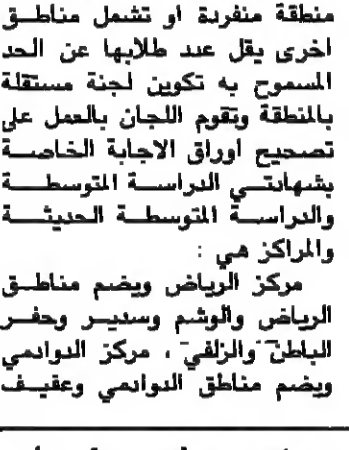 منطقة منفردة او تشمل مناطق
اخرى يقل عدد طلابها عن الحد
المسموح به تكوين لجنة مستقلة
بالمنطقة وتقوم اللجان بالعمل على
تصحيح اوراق الاجابة الخاصة
بشهادتي الدراسة المتوسطة
والدراسة المتوسطة الحديثة
والمراكز هي :
مركز الرياض ويضم مناطق
الرياض والوشم وسدير وحفر
الباطن والزلفي ، مركز الدوادمي
ويضم مناطق الدوادمي وعفيف